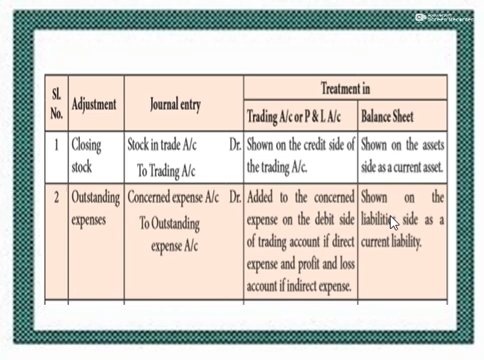 Screen Recorder
Sl. No. Adjustment Journal entry Treatment in
Trading A/c or P & L A/c Balance Sheet
1 Closing Stock in trade A/c Dr. Shown on the credit side of Shown on the assets
stock To Trading A/c the trading A/c. side as a current asset.
2 Outstanding Concerned expense A/c Dr. Added to the concerned Shown on the
expenses To Outstanding expense on the debit side liabilities side as a
expense A/c of trading account if direct current liability.
expense and profit and loss
account if indirect expense.